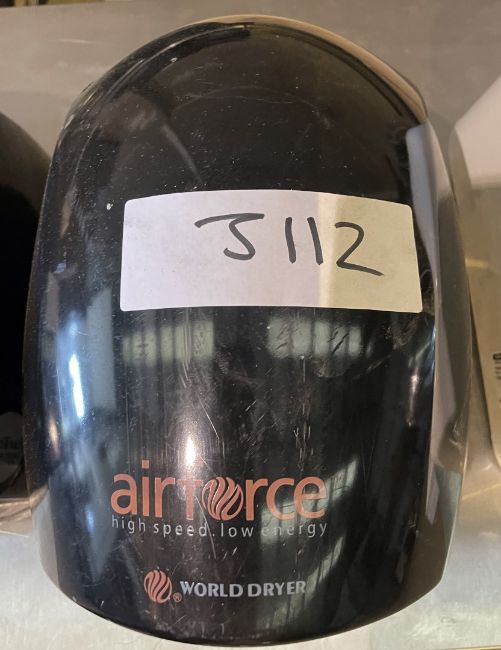 J112
airforce
high speed. low energy
® WORLD DRYER